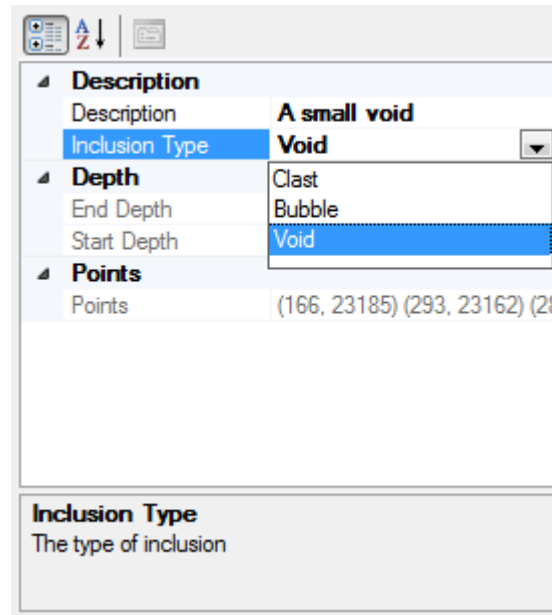 Description
Description A small void
Inclusion Type Void
Depth
Clast
End Depth
Bubble
Start Depth
Void
Points
Points (166, 23185) (293, 23162) (28
Inclusion Type
The type of inclusion